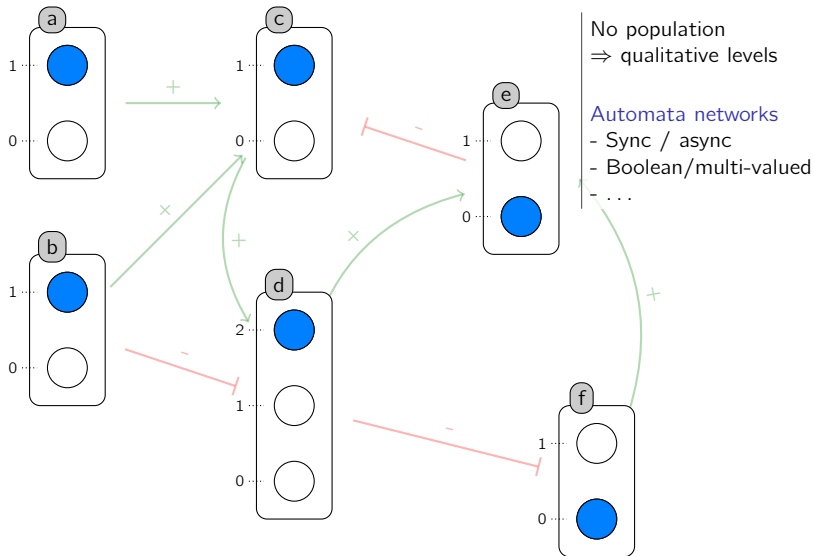 a
1
0
+
c
1
0
No population
⇒ qualitative levels
Automata networks
- Sync / async
- Boolean/multi-valued
- . . .
e
1
0
-
+
b
1
0
+
+
-
d
2
1
0
+
-
f
1
0